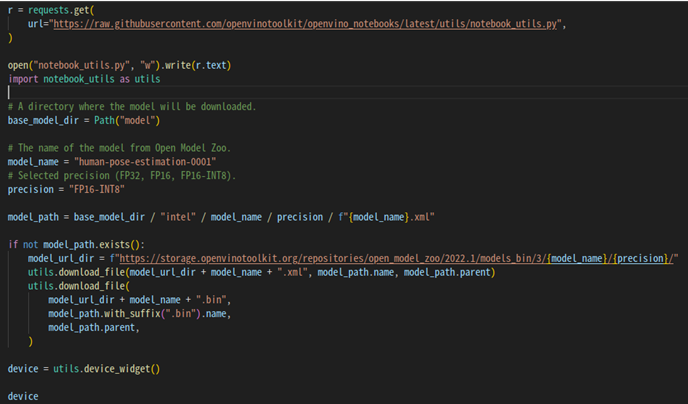 r = requests.get(
    url="https://raw.githubusercontent.com/openvinotoolkit/openvino_notebooks/latest/utils/notebook_utils.py",
)
open("notebook_utils.py", "w").write(r.text)
import notebook_utils as utils
# A directory where the model will be downloaded.
base_model_dir = Path("model")
# The name of the model from Open Model Zoo.
model_name = "human-pose-estimation-0001"
# Selected precision (FP32, FP16, FP16-INT8).
precision = "FP16-INT8"
model_path = base_model_dir / "intel" / model_name / precision / f"{model_name}.xml"
if not model_path.exists():
    model_url_dir = f"https://storage.openvinotoolkit.org/repositories/open_model_zoo/2022.1/models_bin/3/{model_name}/{precision}/"
    utils.download_file(model_url_dir + model_name + ".xml", model_path.name, model_path.parent)
    utils.download_file(
        model_url_dir + model_name + ".bin",
        model_path.with_suffix(".bin").name,
        model_path.parent,
    )
device = utils.device_widget()
device